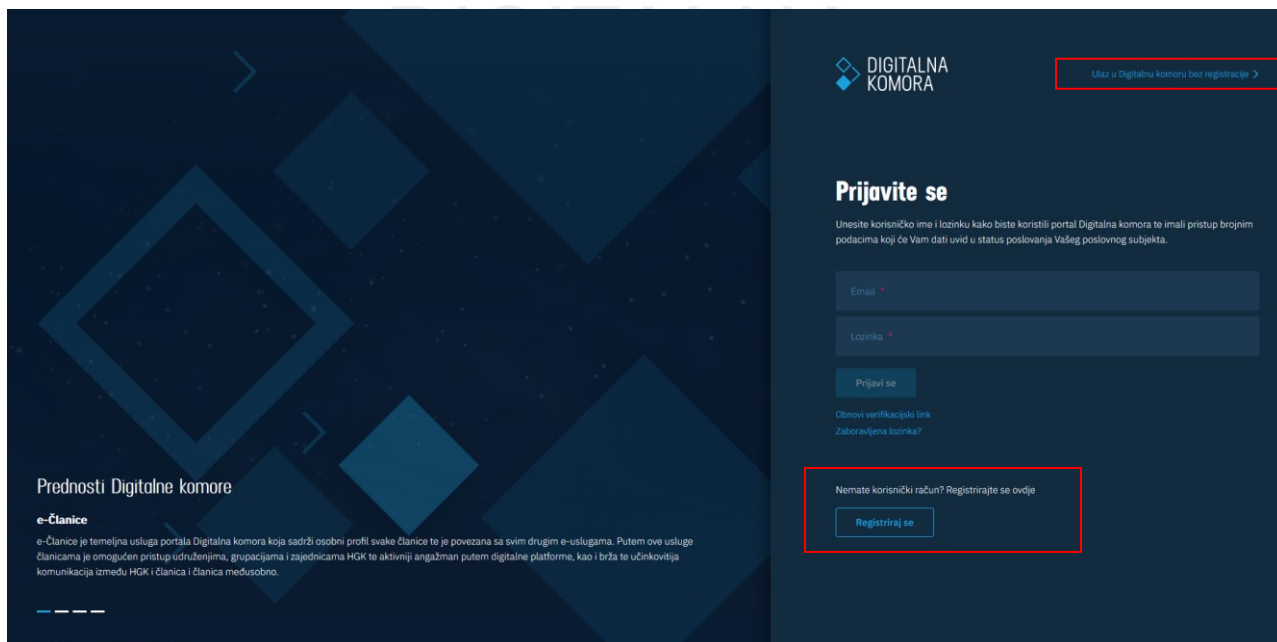 DIGITALNA
KOMORA
Ulaz u Digitalnu komoru bez registracije >
Prijavite se
Unesite korisničko ime i lozinku kako biste koristili portal Digitalna komora te imali pristup brojnim
podacima koji će Vam dati uvid u status poslovanja Vašeg poslovnog subjekta.
Email *
Lozinka *
Prijavi se
Obnovi verifikacijski link
Zaboravljena lozinka?
Nemate korisnički račun? Registrirajte se ovdje
Registriraj se
Prednosti Digitalne komore
e-Članice
e-Članice je temeljna usluga portala Digitalna komora koja sadrži osobni profil svake članice te je povezana sa svim drugim e-uslugama. Putem ove usluge
članicama je omogućen pristup udruženjima, grupacijama i zajednicama HGK te aktivniji angažman putem digitalne platforme, kao i brža te učinkovitija
komunikacija između HGK i članica i članica međusobno.